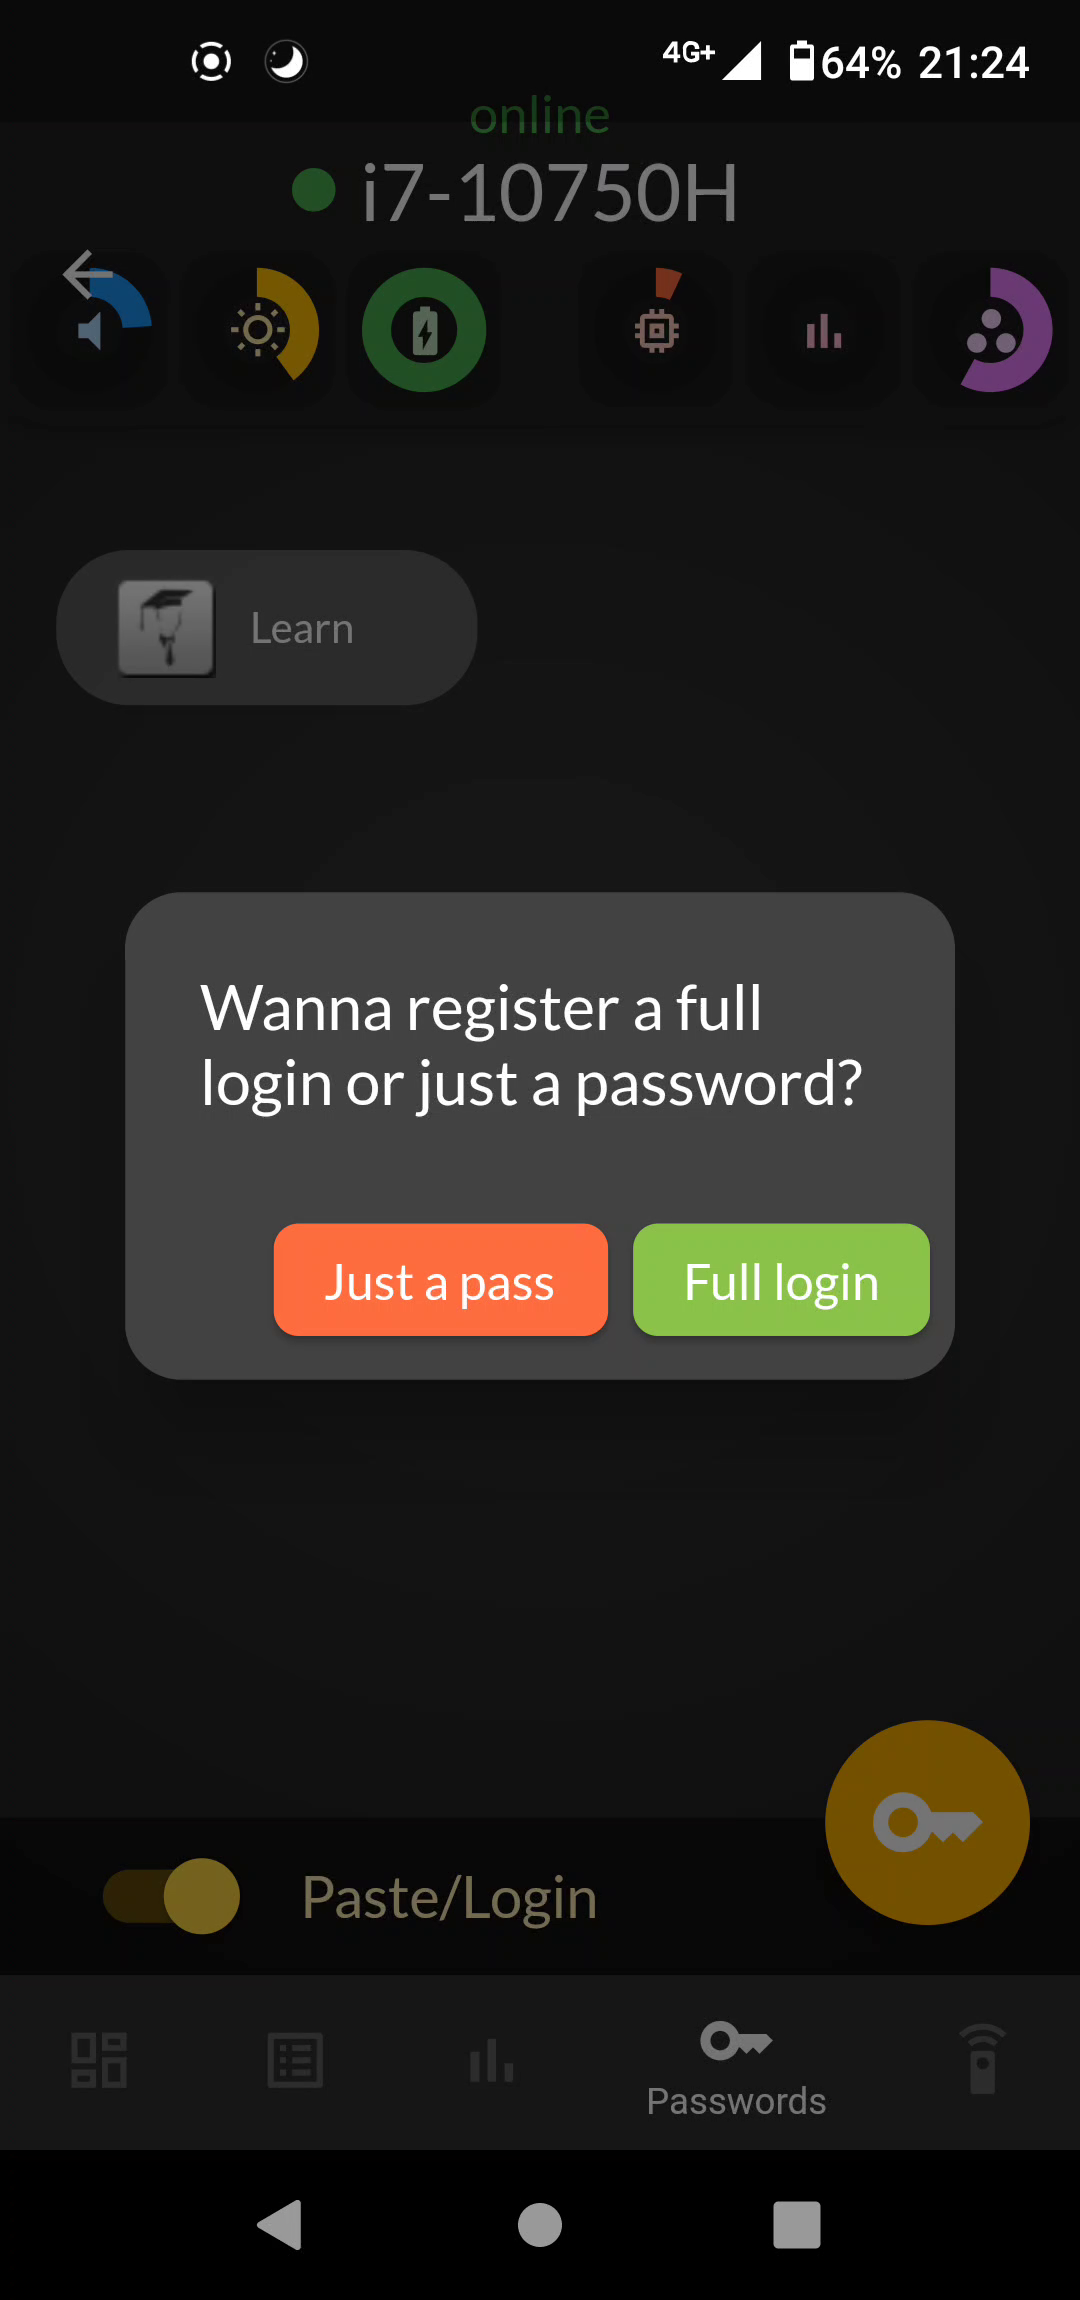 4G+ 64% 21:24
online
i7-10750H
Learn
Wanna register a full
login or just a password?
Just a pass Full login
Paste/Login
Passwords